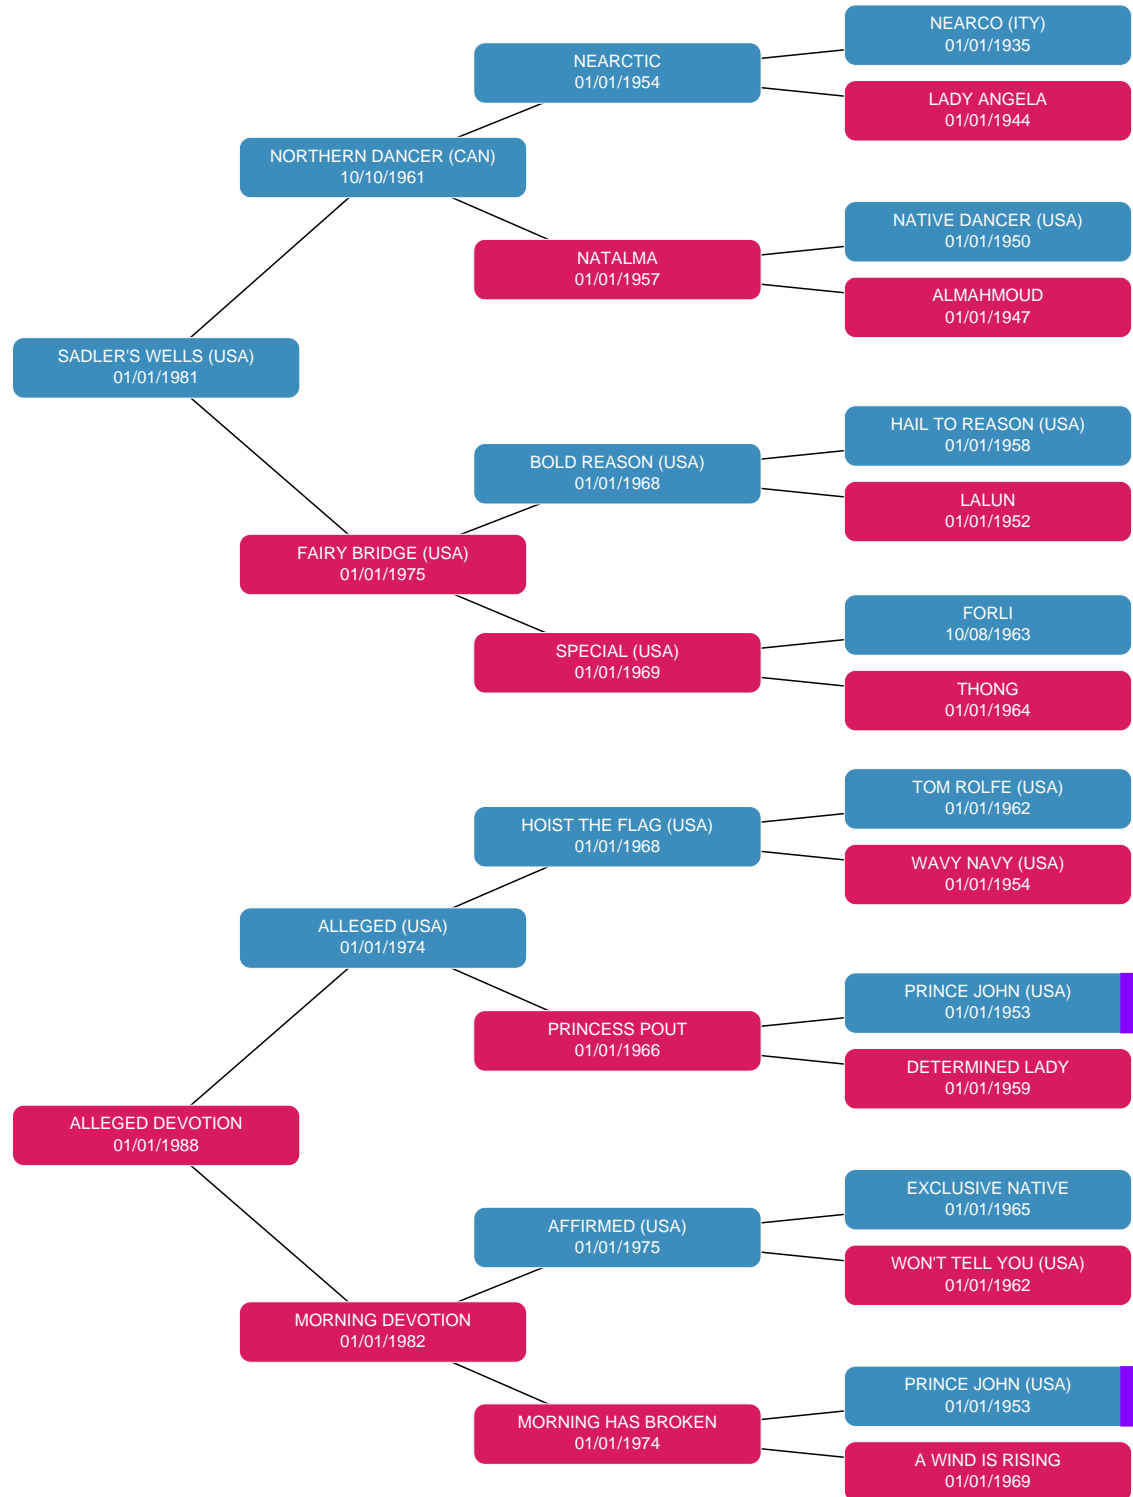 NEARCO (ITY)
01/01/1935
NEARCTIC
01/01/1954
LADY ANGELA
01/01/1944
NORTHERN DANCER (CAN)
10/10/1961
NATIVE DANCER (USA)
01/01/1950
NATALMA
01/01/1957
ALMAHMOUD
01/01/1947
SADLER'S WELLS (USA)
01/01/1981
HAIL TO REASON (USA)
01/01/1958
BOLD REASON (USA)
01/01/1968
LALUN
01/01/1952
FAIRY BRIDGE (USA)
01/01/1975
FORLI
10/08/1963
SPECIAL (USA)
01/01/1969
THONG
01/01/1964
TOM ROLFE (USA)
01/01/1962
HOIST THE FLAG (USA)
01/01/1968
WAVY NAVY (USA)
01/01/1954
ALLEGED (USA)
01/01/1974
PRINCE JOHN (USA)
01/01/1953
PRINCESS POUT
01/01/1966
DETERMINED LADY
01/01/1959
ALLEGED DEVOTION
01/01/1988
EXCLUSIVE NATIVE
01/01/1965
AFFIRMED (USA)
01/01/1975
WON'T TELL YOU (USA)
01/01/1962
MORNING DEVOTION
01/01/1982
PRINCE JOHN (USA)
01/01/1953
MORNING HAS BROKEN
01/01/1974
A WIND IS RISING
01/01/1969